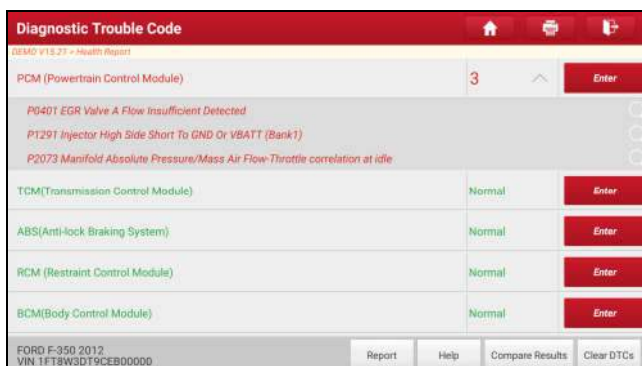 Diagnostic Trouble Code
DEMO V15.21 > Health Report
PCM (Powertrain Control Module) 3 Enter
P0401 EGR Valve A Flow Insufficient Detected
P1291 Injector High Side Short To GND Or VBATT (Bank1)
P2073 Manifold Absolute Pressure/Mass Air Flow-Throttle correlation at idle
TCM(Transmission Control Module) Normal Enter
ABS(Anti-lock Braking System) Normal Enter
RCM (Restraint Control Module) Normal Enter
BCM(Body Control Module) Normal Enter
FORD F-350 2012
VIN 1FT8W3DT9CEB00000
Report Help Compare Results Clear DTCs